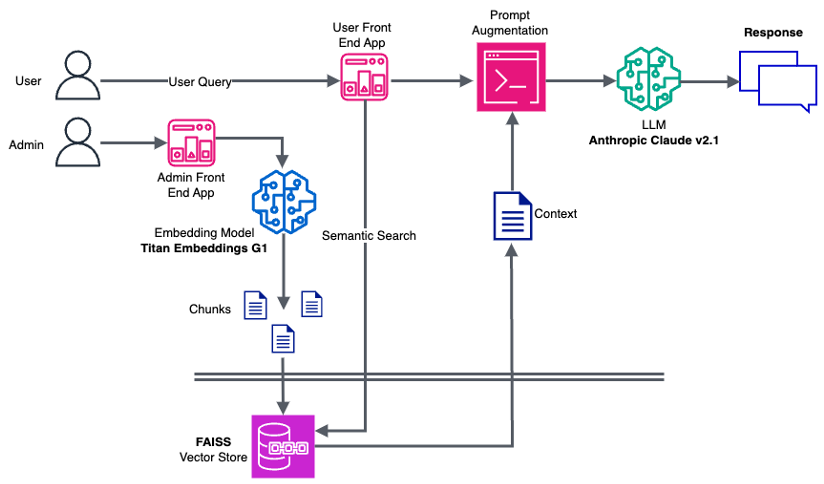 User Front
End App
Prompt
Augmentation
Response
User
User Query
LLM
Anthropic Claude v2.1
Admin
Admin Front
End App
Embedding Model
Titan Embeddings G1
Semantic Search
Context
Chunks
FAISS
Vector Store